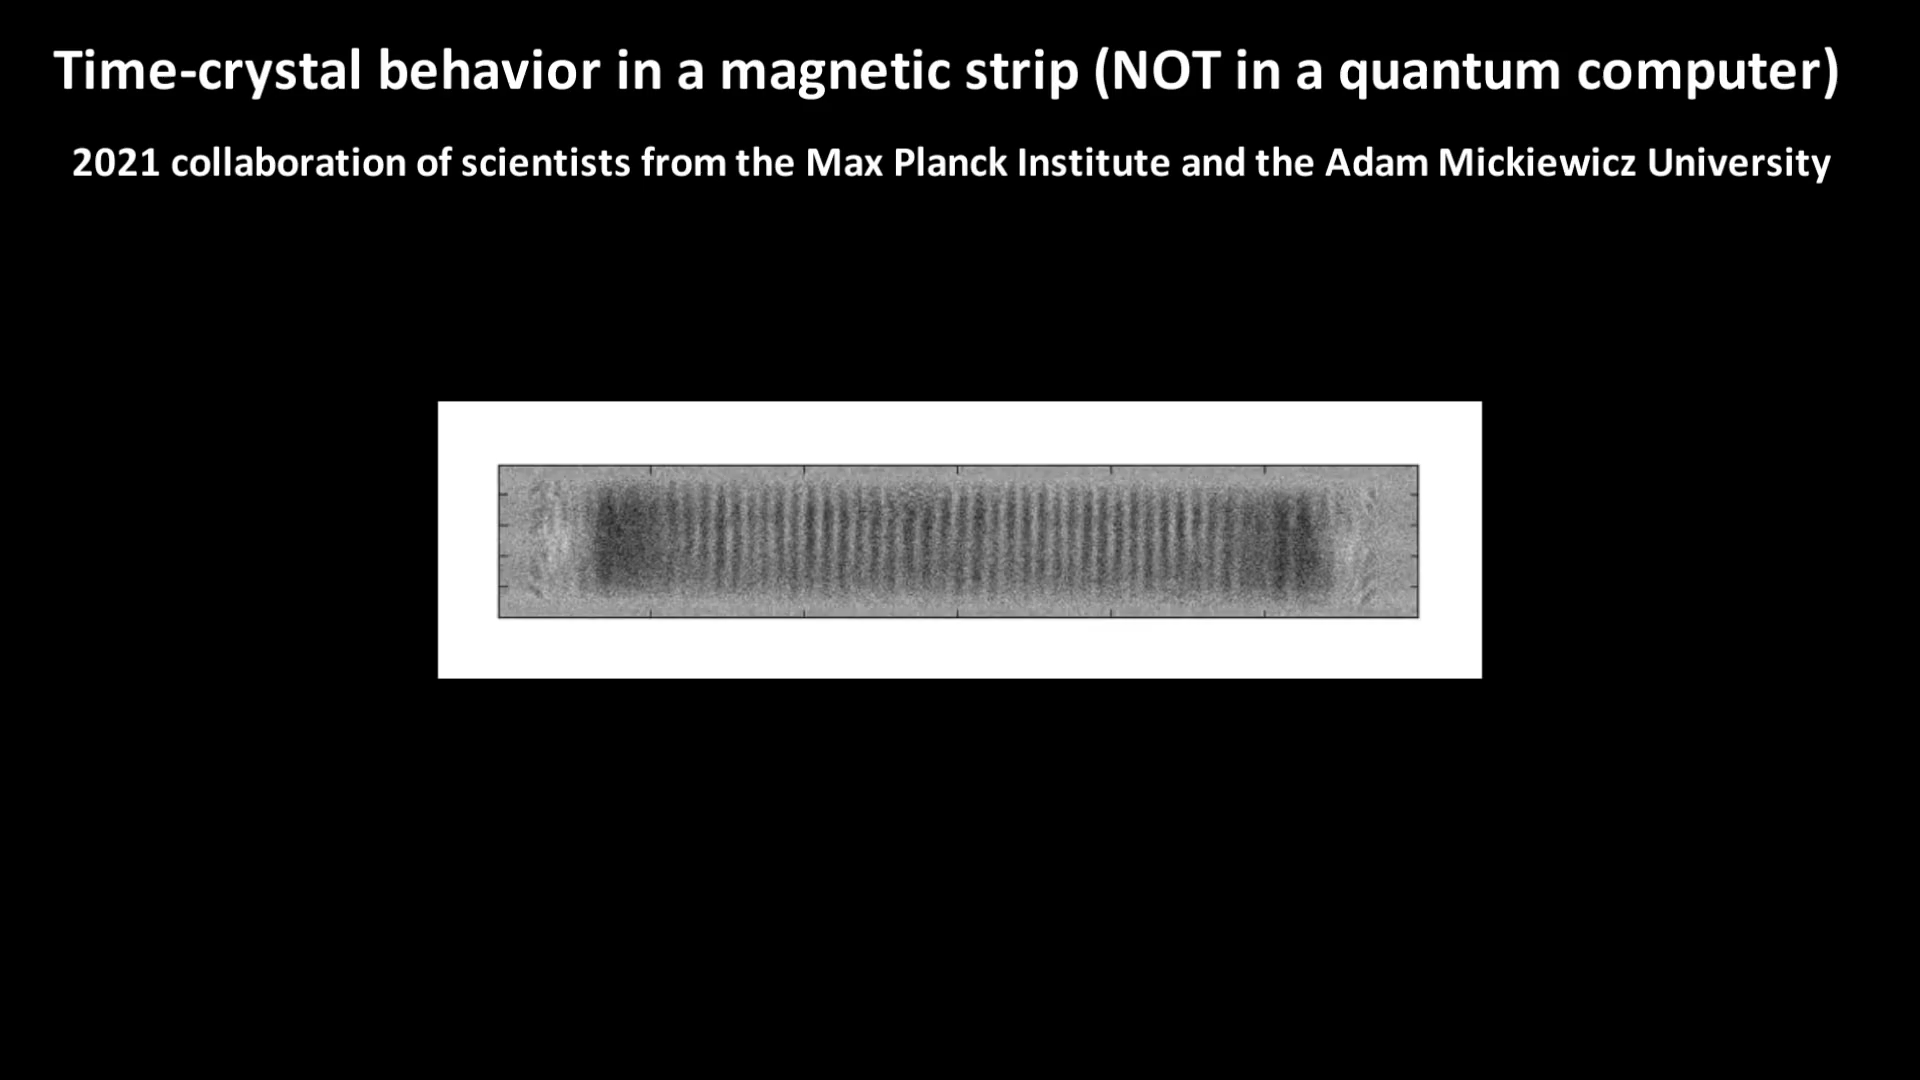 Time-crystal behavior in a magnetic strip (NOT in a quantum computer)
2021 collaboration of scientists from the Max Planck Institute and the Adam Mickiewicz University